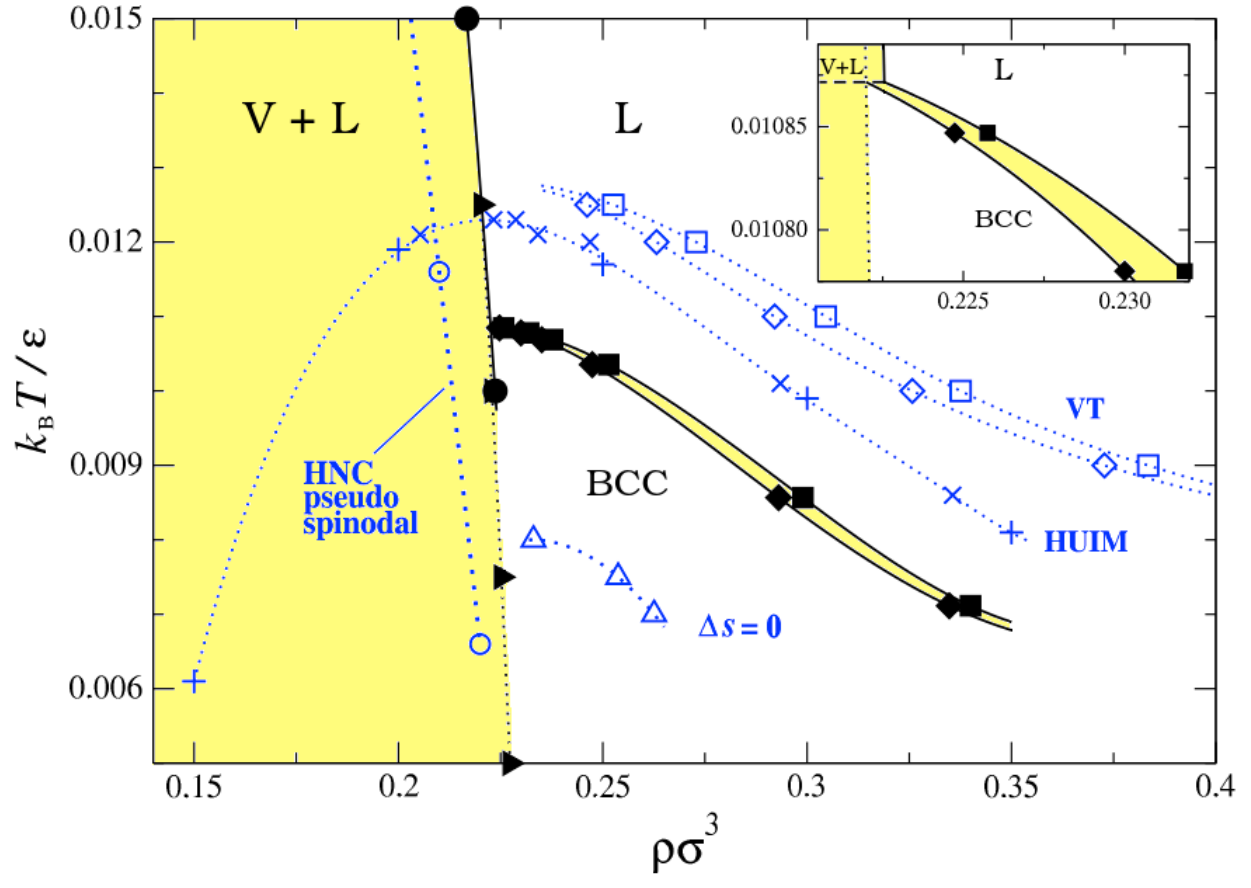 0.015
0.012
0.009
0.006
k_B T / ε
V + L
L
HNC
pseudo
spinodal
BCC
Δs = 0
VT
HUIM
V+L
L
BCC
0.01085
0.01080
0.225
0.230
0.15
0.2
0.25
0.3
0.35
0.4
ρσ³